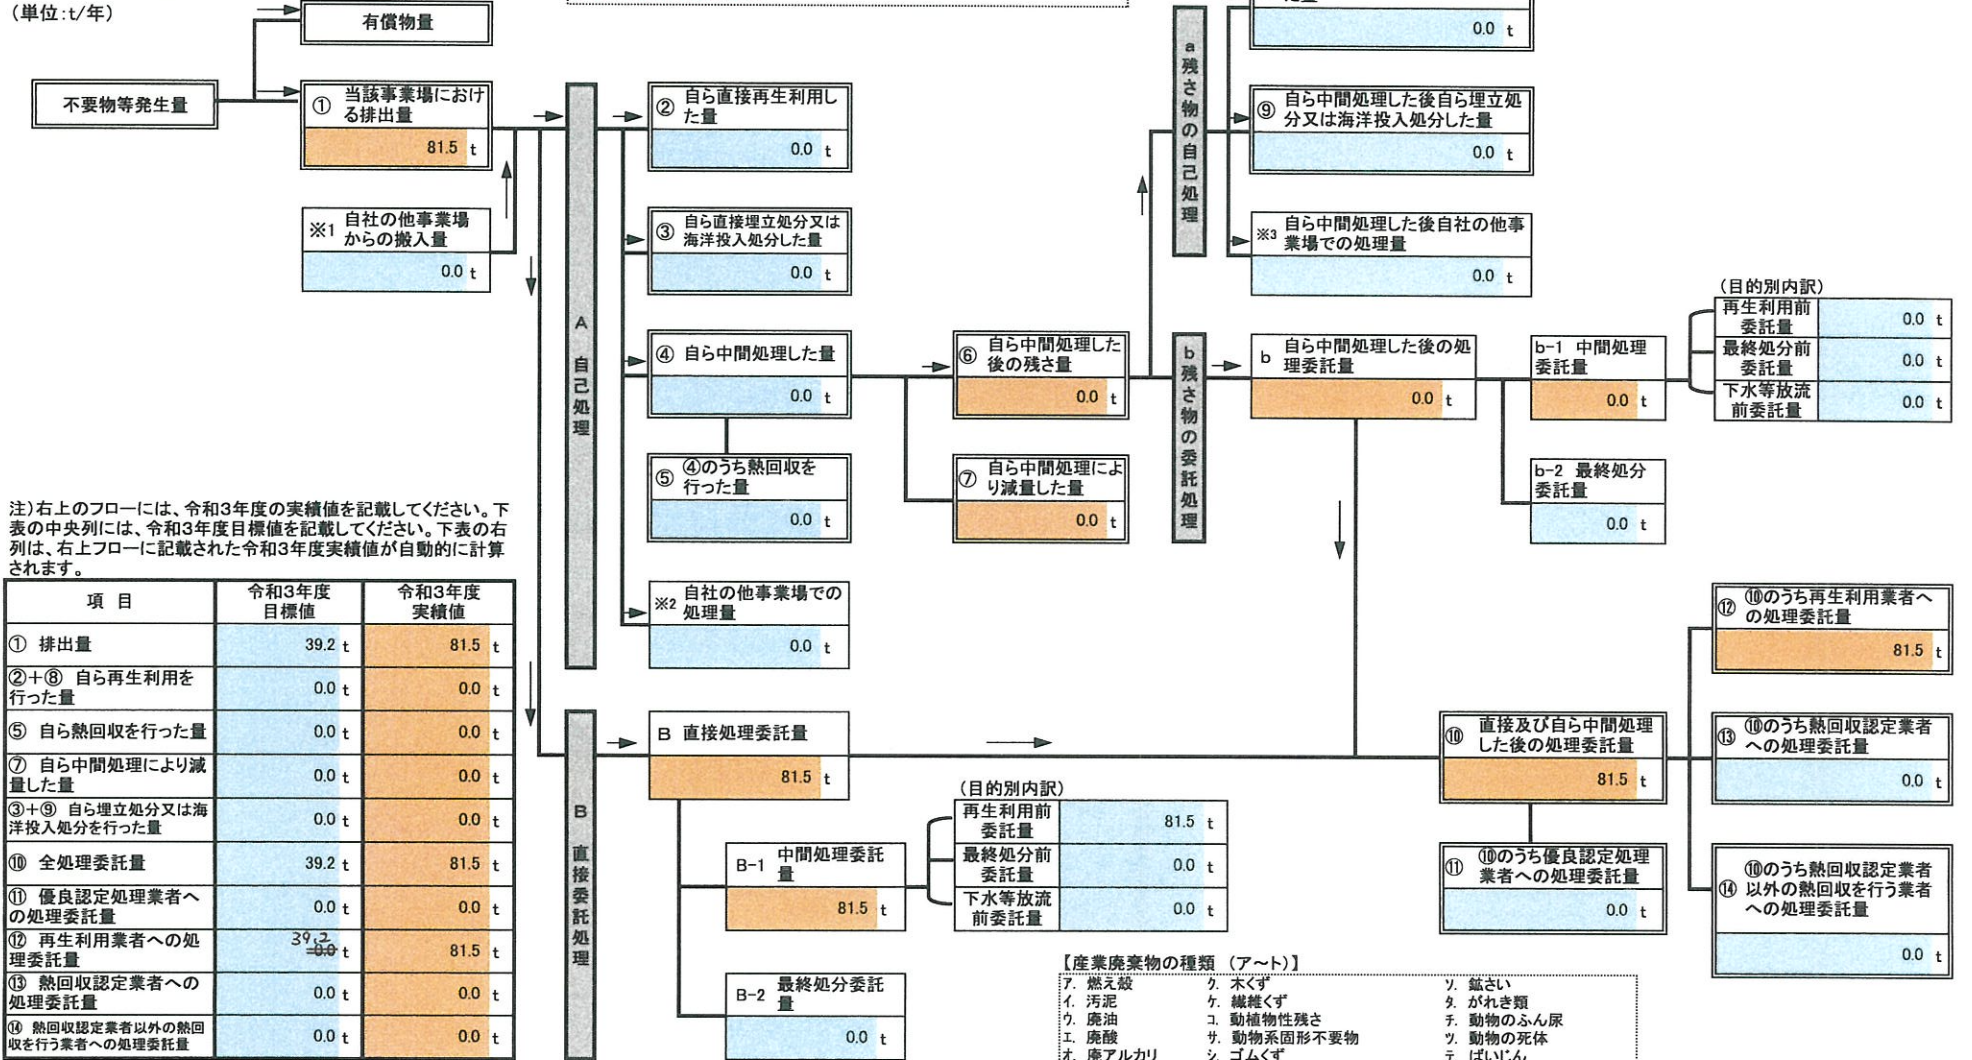 (単位:t/年)
有償物量
不要物等発生量
① 当該事業場におけ
る排出量
81.5 t
※1 自社の他事業場
からの搬入量
0.0 t
A 自己処理
② 自ら直接再生利用し
た量
0.0 t
③ 自ら直接埋立処分又は
海洋投入処分した量
0.0 t
④ 自ら中間処理した量
0.0 t
⑤ ④のうち熱回収を
行った量
0.0 t
※2 自社の他事業場での
処理量
0.0 t
⑥ 自ら中間処理した
後の残さ量
0.0 t
⑦ 自ら中間処理によ
り減量した量
0.0 t
a残さ物の自己処理
0.0 t
⑨ 自ら中間処理した後自ら埋立処
分又は海洋投入処分した量
0.0 t
※3 自ら中間処理した後自社の他事
業場での処理量
0.0 t
b残さ物の委託処理
b 自ら中間処理した後の処
理委託量
0.0 t
b-1 中間処理
委託量
0.0 t
(目的別内訳)
再生利用前
委託量 0.0 t
最終処分前
委託量 0.0 t
下水等放流
前委託量 0.0 t
b-2 最終処分
委託量
0.0 t
注)右上のフローには、令和3年度の実績値を記載してください。下
表の中央列には、令和3年度目標値を記載してください。下表の右
列は、右上フローに記載された令和3年度実績値が自動的に計算
されます。
項 目 令和3年度
目標値 令和3年度
実績値
① 排出量 39.2 t 81.5 t
②+⑧ 自ら再生利用を
行った量 0.0 t 0.0 t
⑤ 自ら熱回収を行った量 0.0 t 0.0 t
⑦ 自ら中間処理により減
量した量 0.0 t 0.0 t
③+⑨ 自ら埋立処分又は海
洋投入処分を行った量 0.0 t 0.0 t
⑩ 全処理委託量 39.2 t 81.5 t
⑪ 優良認定処理業者へ
の処理委託量 0.0 t 0.0 t
⑫ 再生利用業者への処
理委託量 39.2 0.0 t 81.5 t
⑬ 熱回収認定業者への
処理委託量 0.0 t 0.0 t
⑭ 熱回収認定業者以外の熱回
収を行う業者への処理委託量 0.0 t 0.0 t
B 直接委託処理
B 直接処理委託量
81.5 t
B-1 中間処理委託
量
81.5 t
(目的別内訳)
再生利用前
委託量 81.5 t
最終処分前
委託量 0.0 t
下水等放流
前委託量 0.0 t
B-2 最終処分委託
量
0.0 t
⑩ 直接及び自ら中間処理
した後の処理委託量
81.5 t
⑪ ⑩のうち優良認定処理
業者への処理委託量
0.0 t
⑫ ⑩のうち再生利用業者へ
の処理委託量
81.5 t
⑬ ⑩のうち熱回収認定業者
への処理委託量
0.0 t
⑭ ⑩のうち熱回収認定業者
以外の熱回収を行う業者
への処理委託量
0.0 t
【産業廃棄物の種類 (ア~ト)】
ア. 燃え殻 ク. 木くず ソ. 鉱さい
イ. 汚泥 ケ. 繊維くず タ. がれき類
ウ. 廃油 コ. 動植物性残さ チ. 動物のふん尿
エ. 廃酸 サ. 動物系固形不要物 ツ. 動物の死体
オ. 廃アルカリ シ. ゴムくず テ. ばいじん